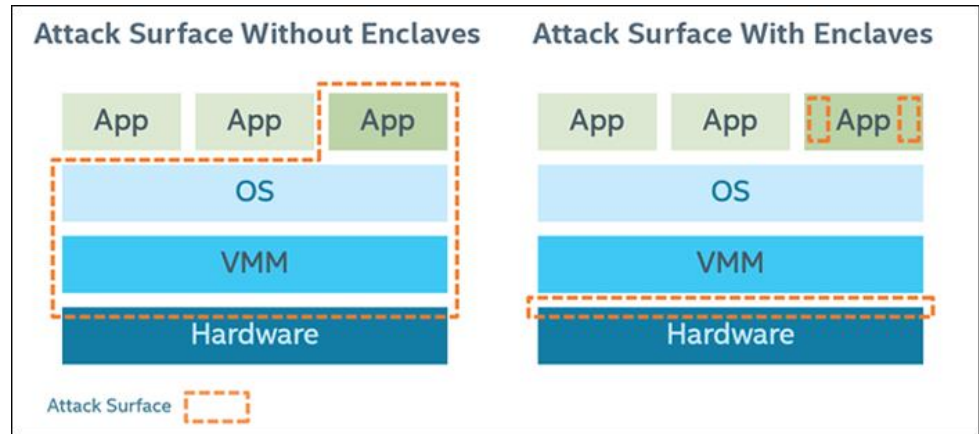 Attack Surface Without Enclaves
App
App
App
OS
VMM
Hardware
Attack Surface With Enclaves
App
App
App
OS
VMM
Hardware
Attack Surface